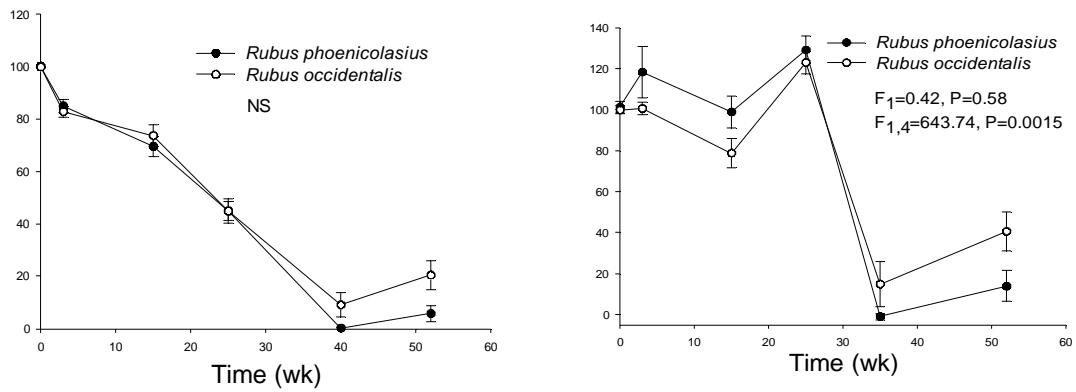 120
100
80
60
40
20
0
Rubus phoenicolasius
Rubus occidentalis
NS
0 10 20 30 40 50 60
Time (wk)
140
120
100
80
60
40
20
0
Rubus phoenicolasius
Rubus occidentalis
F1=0.42, P=0.58
F1,4=643.74, P=0.0015
0 10 20 30 40 50 60
Time (wk)